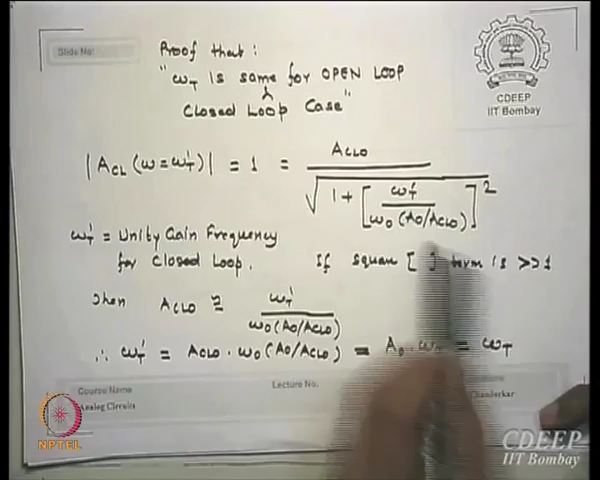 Slide No:
Proof that:
"ωT is same for OPEN LOOP
^
Closed Loop Case"
CDEEP
IIT Bombay
|ACL (ω=ωT')| = 1 = ACLO / √(1 + [ωT' / ω0 (A0/ACLO)]²)
ωT' = Unity Gain Frequency
for Closed Loop.
If square [ ] term is >>1
Then ACLO ≅ ωT' / ω0(A0/ACLO)
∴ ωT' = ACLO · ω0(A0/ACLO) = A0 · = ωT
Course Name
Analog Circuits
Lecture No.
Chandorkar
NPTEL
CDEEP
IIT Bombay